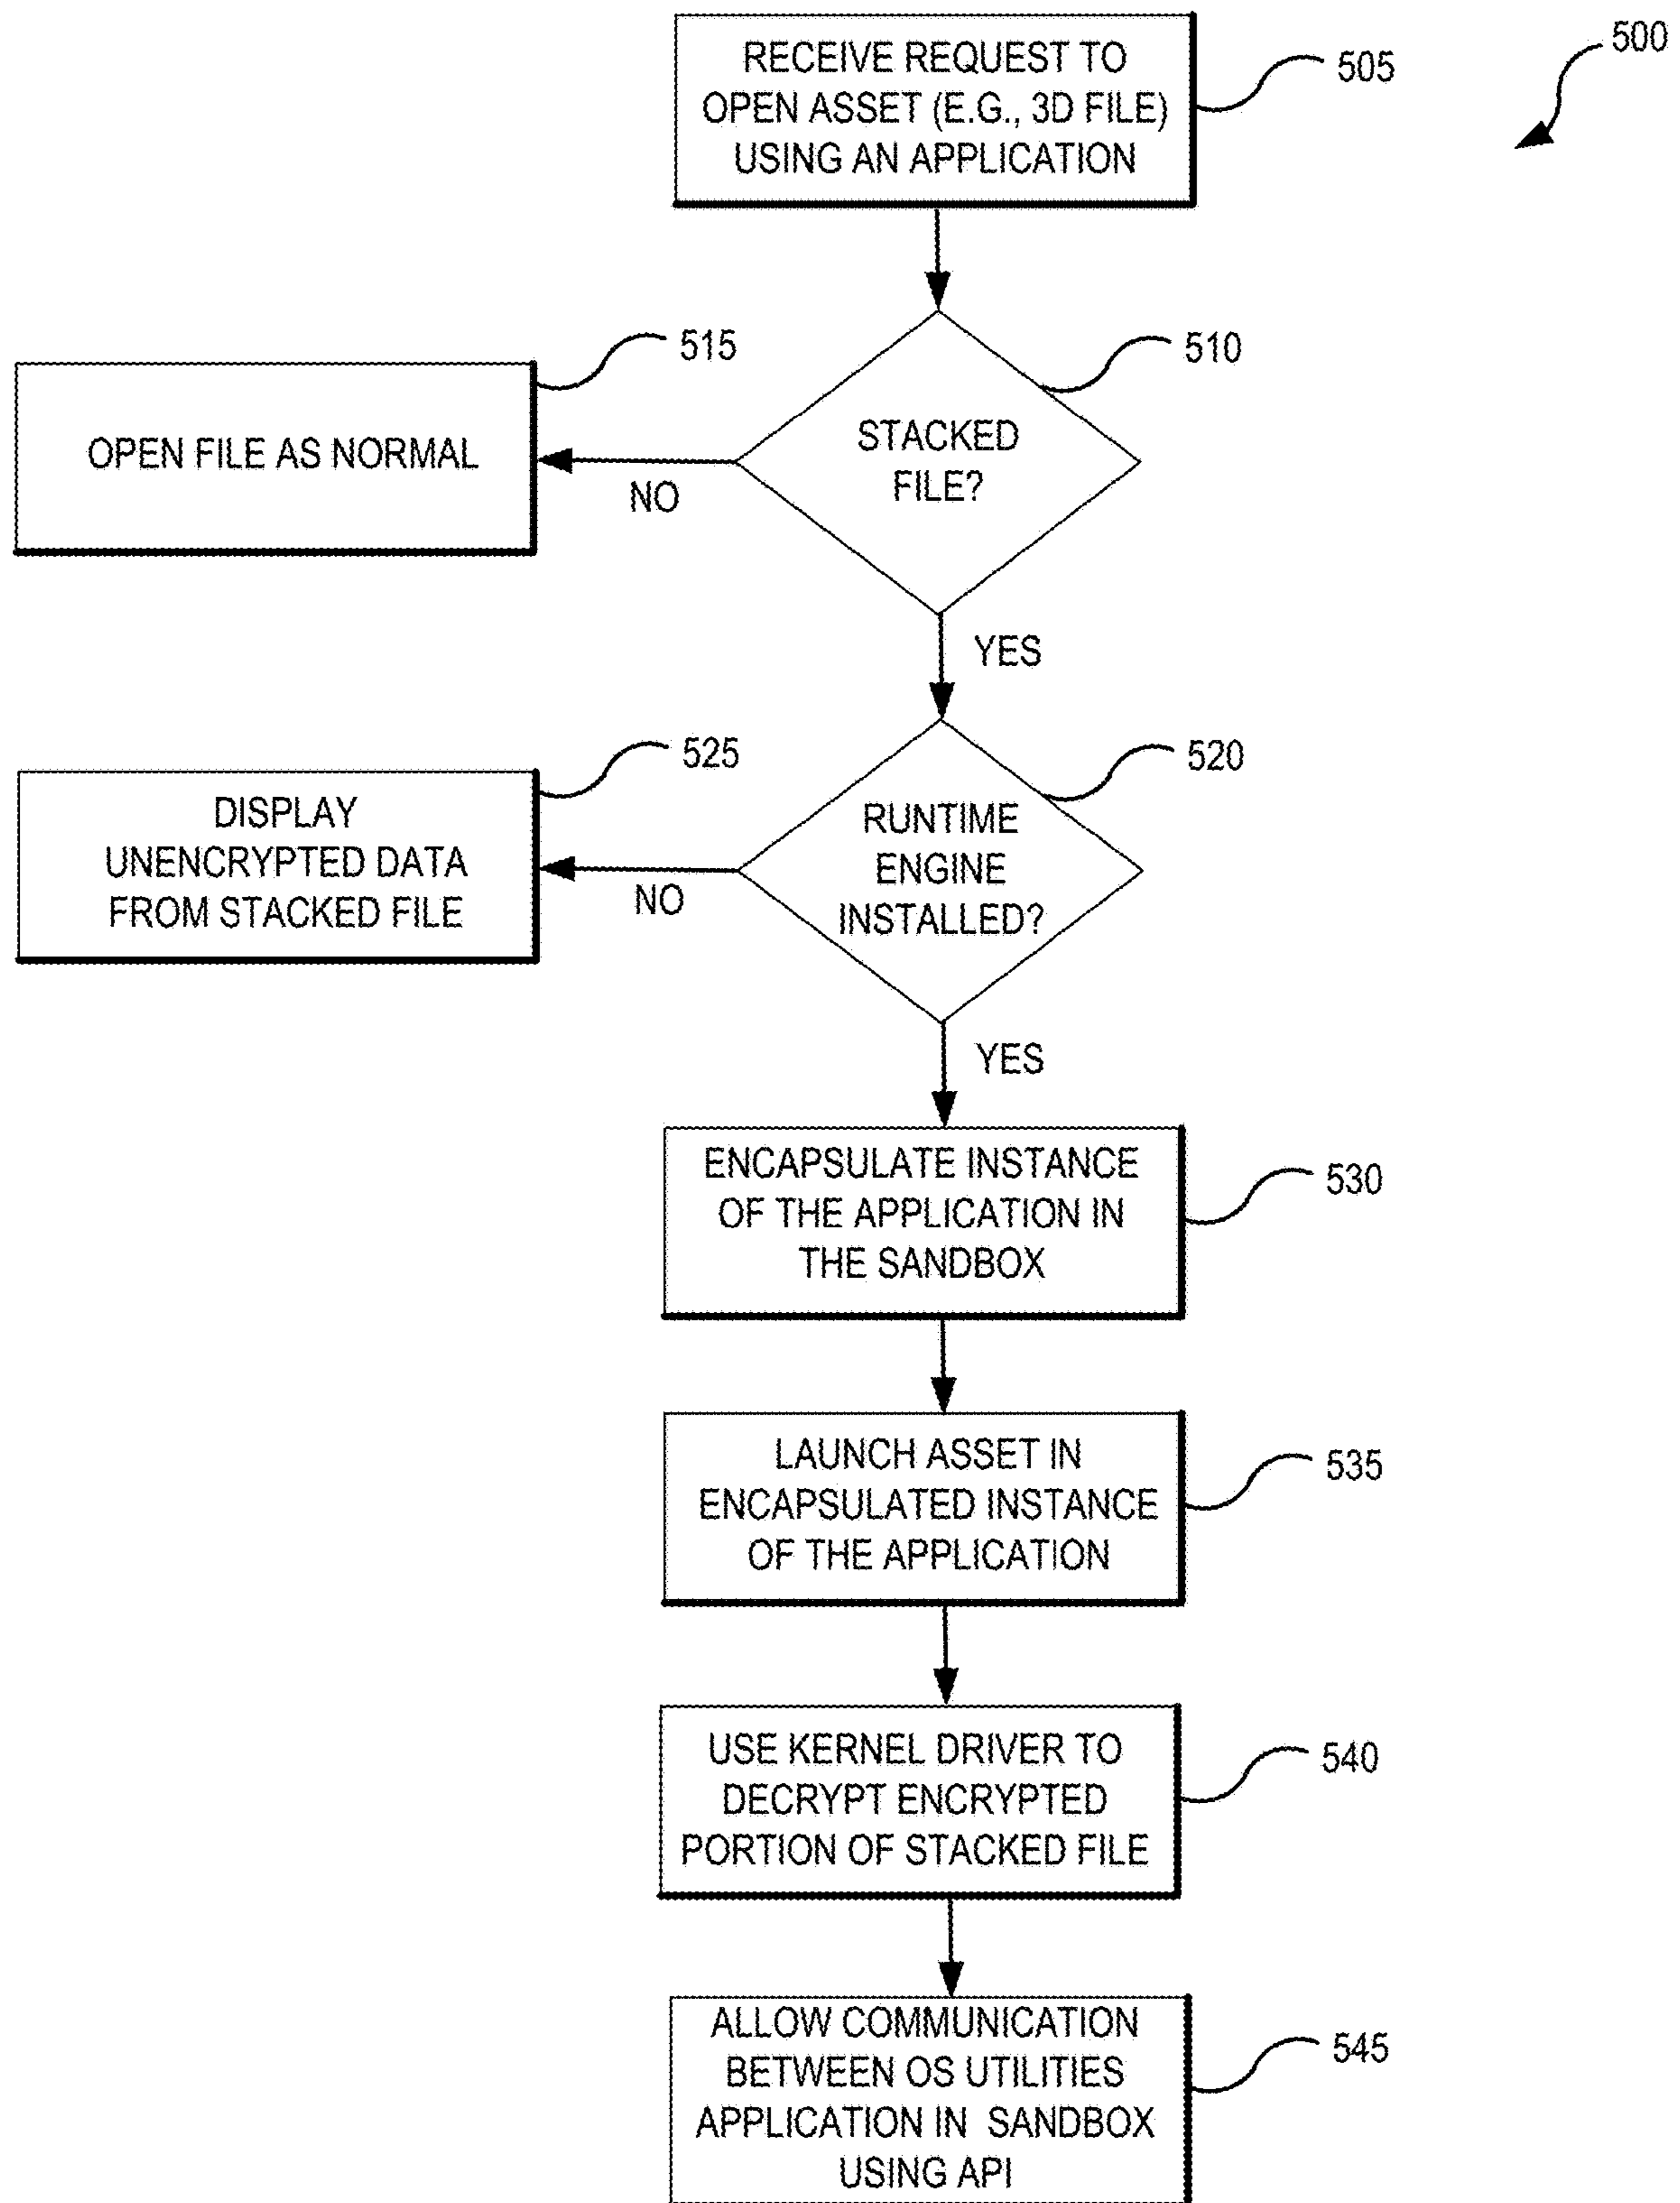 500
RECEIVE REQUEST TO
OPEN ASSET (E.G., 3D FILE)
USING AN APPLICATION
505
STACKED
FILE?
510
NO
OPEN FILE AS NORMAL
515
YES
RUNTIME
ENGINE
INSTALLED?
520
NO
DISPLAY
UNENCRYPTED DATA
FROM STACKED FILE
525
YES
ENCAPSULATE INSTANCE
OF THE APPLICATION IN
THE SANDBOX
530
LAUNCH ASSET IN
ENCAPSULATED INSTANCE
OF THE APPLICATION
535
USE KERNEL DRIVER TO
DECRYPT ENCRYPTED
PORTION OF STACKED FILE
540
ALLOW COMMUNICATION
BETWEEN OS UTILITIES
APPLICATION IN SANDBOX
USING API
545